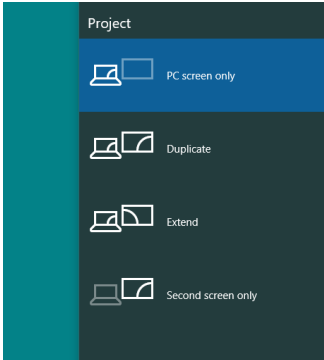 Project
PC screen only
Duplicate
Extend
Second screen only